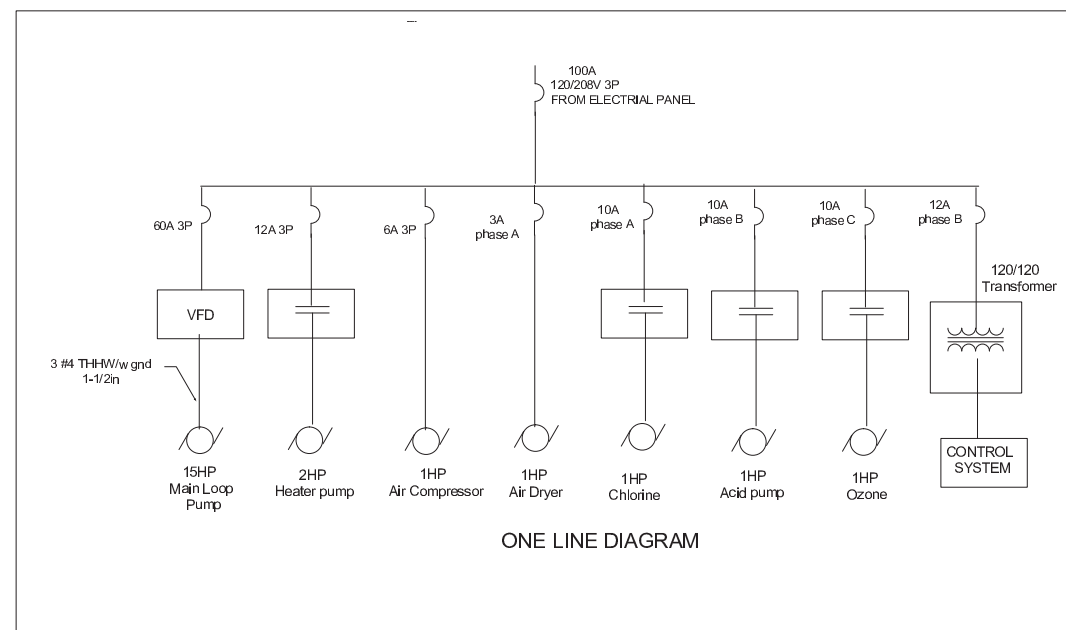 100A
120/208V 3P
FROM ELECTRIAL PANEL
60A 3P
12A 3P
6A 3P
3A
phase A
10A
phase A
10A
phase B
10A
phase C
12A
phase B
120/120
Transformer
VFD
3 #4 THHW/w gnd
1-1/2in
15HP
Main Loop
Pump
2HP
Heater pump
1HP
Air Compressor
1HP
Air Dryer
1HP
Chlorine
1HP
Acid pump
1HP
Ozone
CONTROL
SYSTEM
ONE LINE DIAGRAM